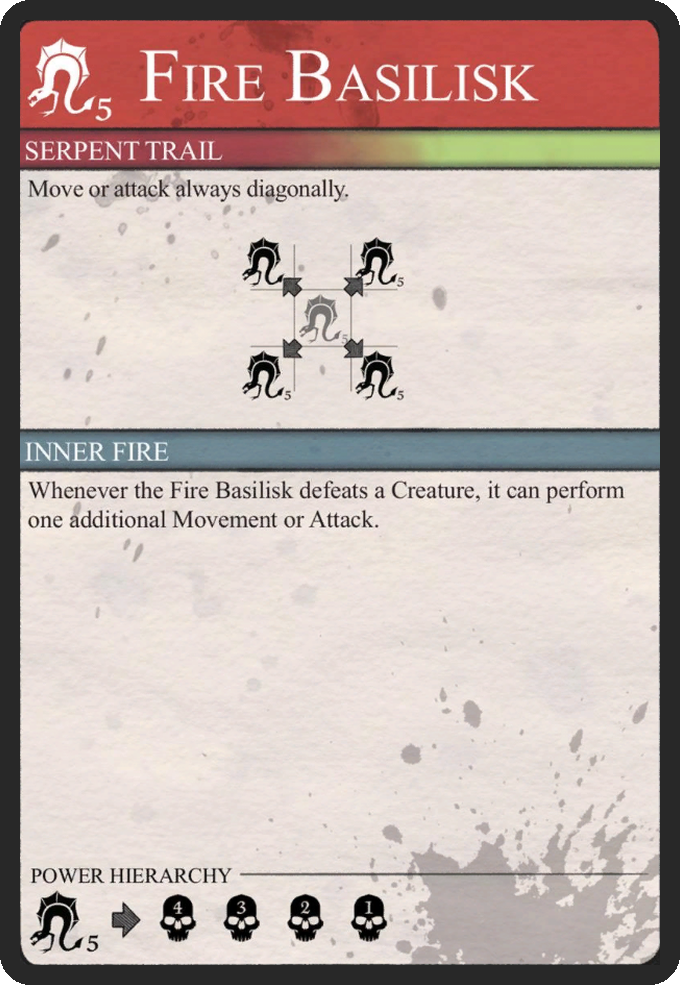 5 FIRE BASILISK
SERPENT TRAIL
Move or attack always diagonally.
5
5
5 5
INNER FIRE
Whenever the Fire Basilisk defeats a Creature, it can perform
one additional Movement or Attack.
POWER HIERARCHY
5 4 3 2 1